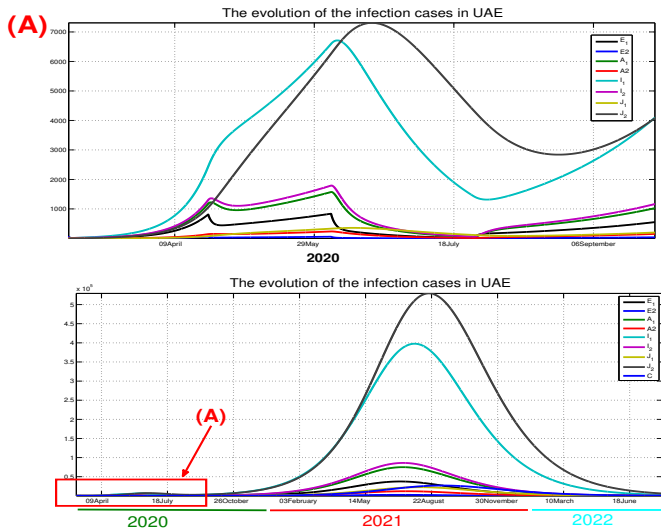 (A)
The evolution of the infection cases in UAE
7000
6000
5000
4000
3000
2000
1000
E1
E2
A1
A2
I1
I2
J1
J2
09April 29May 18July 06September
2020
The evolution of the infection cases in UAE
5
4.5
4
3.5
3
2.5
2
1.5
1
0.5
E1
E2
A1
A2
I1
I2
J1
J2
C
(A)
09April 18July 26October 03February 14May 22August 30November 10March 18June
2020 2021 2022